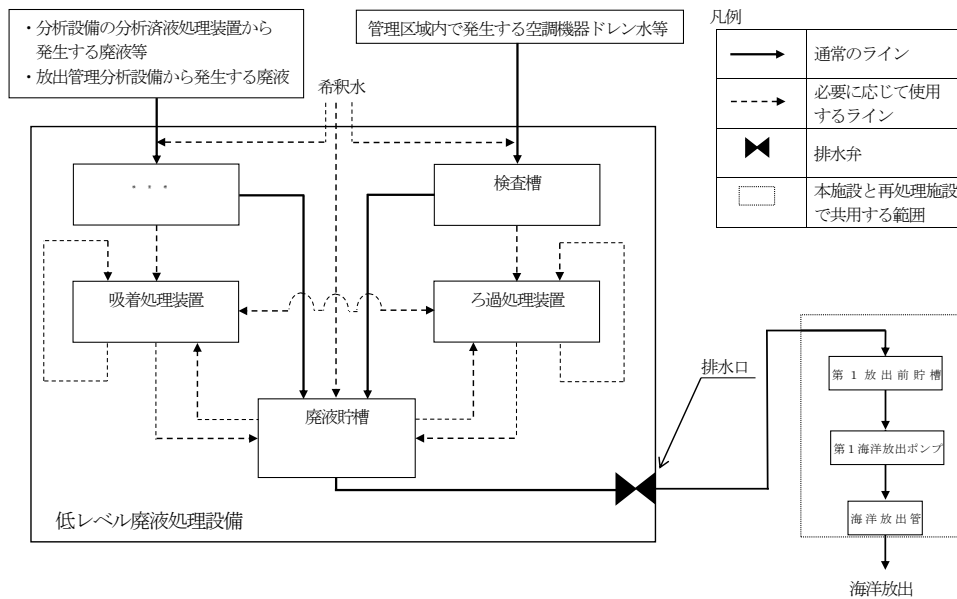 ・分析設備の分析済液処理装置から
発生する廃液等
・放出管理分析設備から発生する廃液
管理区域内で発生する空調機器ドレン水等
凡例
通常のライン
必要に応じて使用
するライン
排水弁
本施設と再処理施設
で共用する範囲
希釈水
・・・
検査槽
吸着処理装置
ろ過処理装置
廃液貯槽
排水口
低レベル廃液処理設備
第1放出前貯槽
第1海洋放出ポンプ
海洋放出管
海洋放出